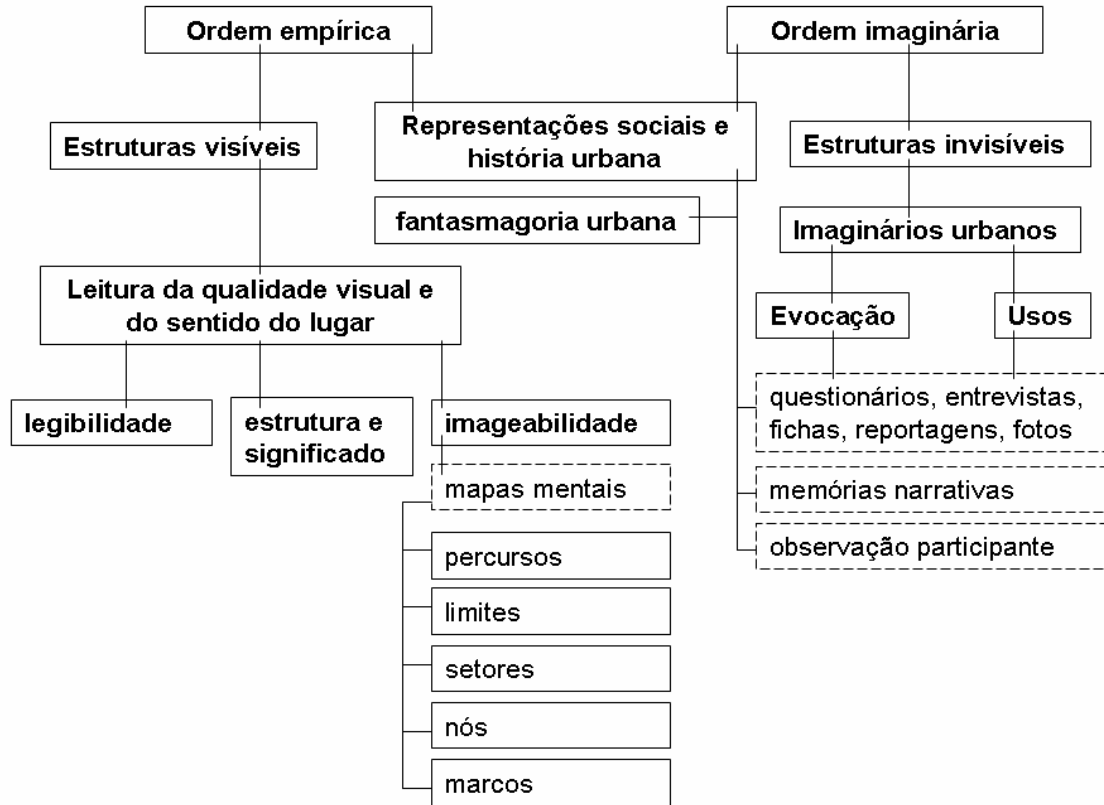 Ordem empírica
Ordem imaginária
Representações sociais e
história urbana
Estruturas visíveis
Estruturas invisíveis
fantasmagoria urbana
Imaginários urbanos
Leitura da qualidade visual e
do sentido do lugar
Evocação
Usos
legibilidade
estrutura e
significado
imageabilidade
questionários, entrevistas,
fichas, reportagens, fotos
mapas mentais
memórias narrativas
observação participante
percursos
limites
setores
nós
marcos